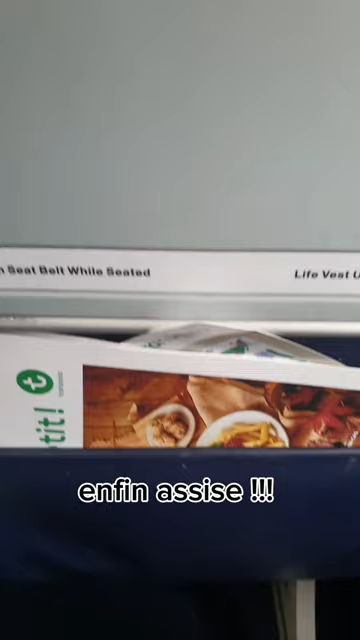 n Seat Belt While Seated
Life Vest U
t
tit!
enfin assise !!!